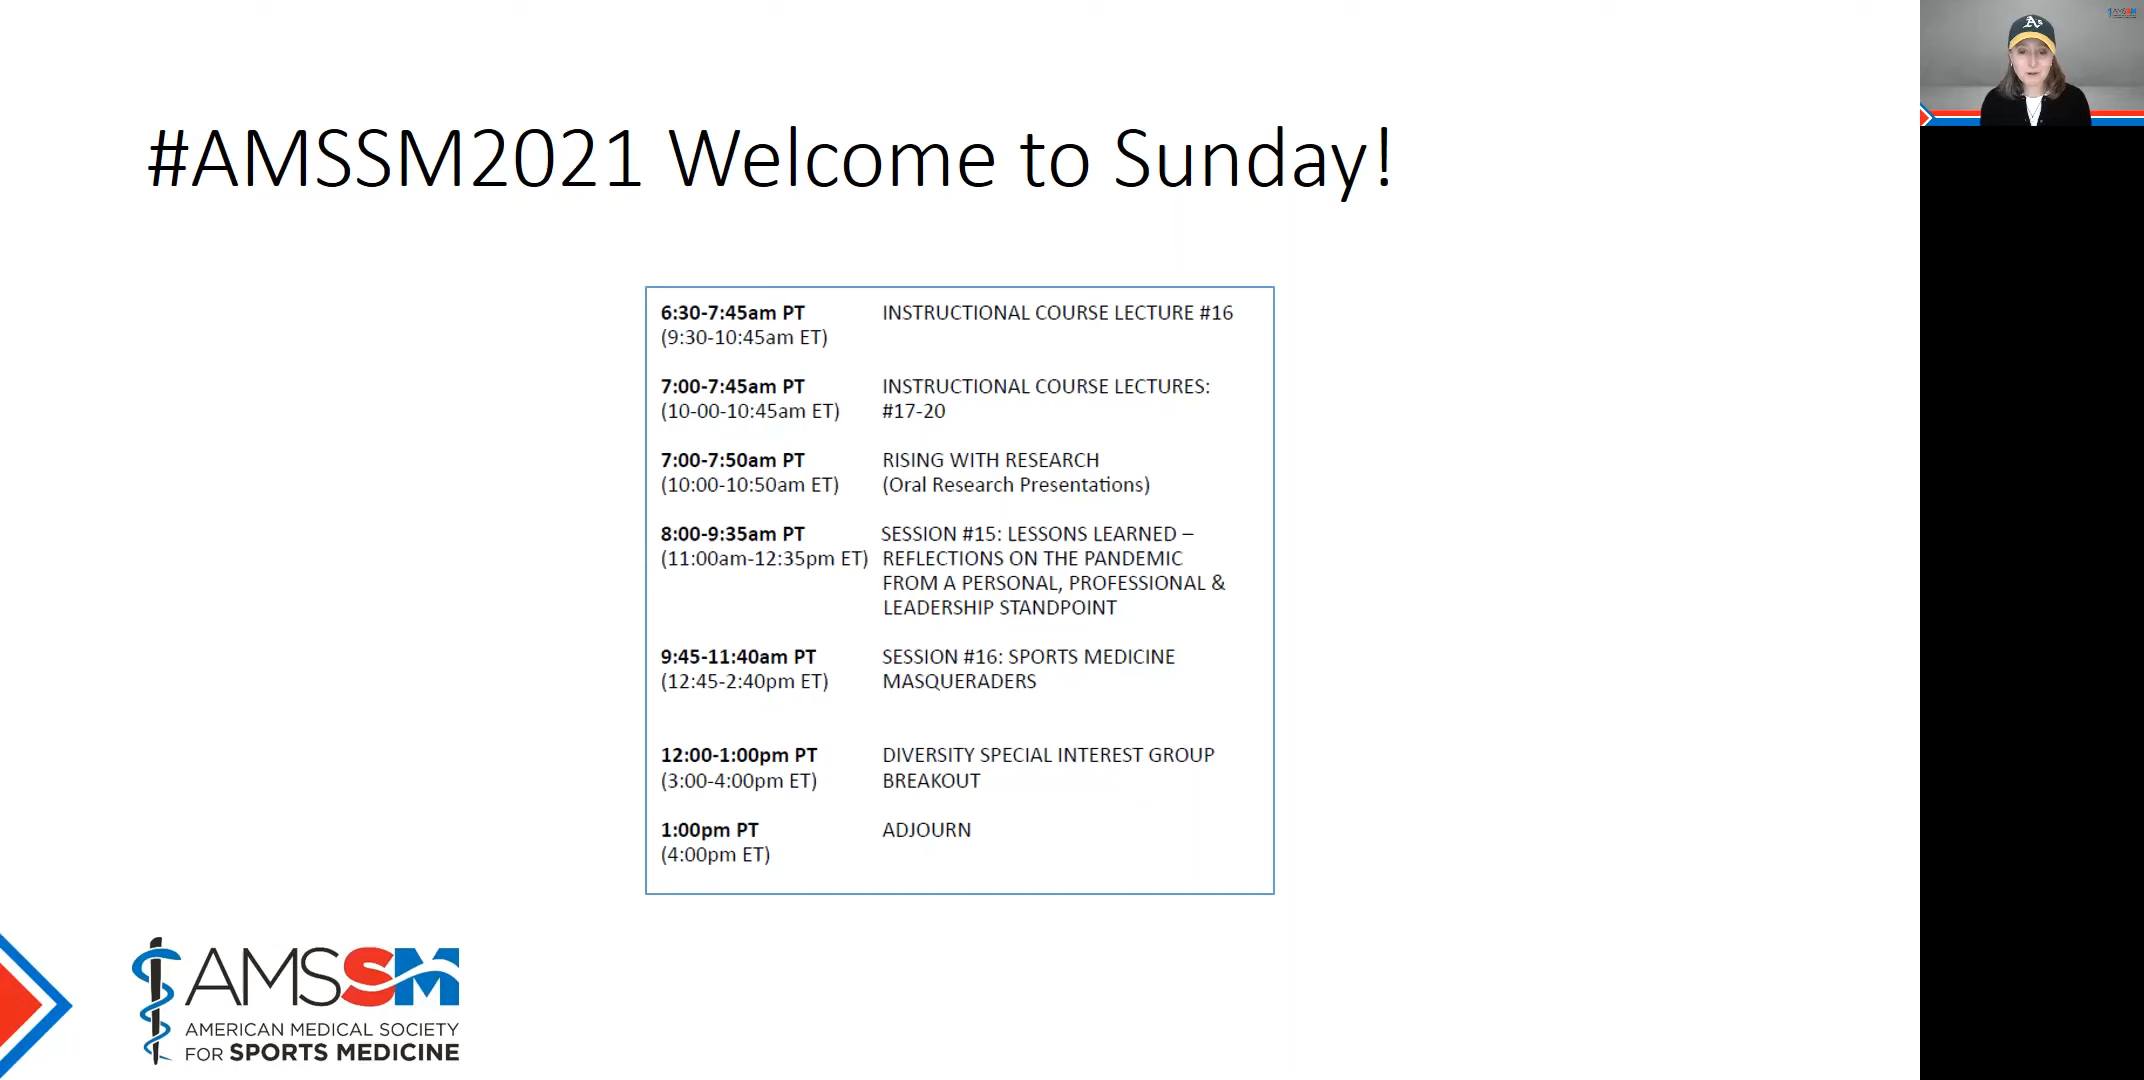 #AMSSM2021 Welcome to Sunday!
6:30-7:45am PT INSTRUCTIONAL COURSE LECTURE #16
(9:30-10:45am ET)
7:00-7:45am PT INSTRUCTIONAL COURSE LECTURES:
(10-00-10:45am ET) #17-20
7:00-7:50am PT RISING WITH RESEARCH
(10:00-10:50am ET) (Oral Research Presentations)
8:00-9:35am PT SESSION #15: LESSONS LEARNED –
(11:00am-12:35pm ET) REFLECTIONS ON THE PANDEMIC
FROM A PERSONAL, PROFESSIONAL &
LEADERSHIP STANDPOINT
9:45-11:40am PT SESSION #16: SPORTS MEDICINE
(12:45-2:40pm ET) MASQUERADERS
12:00-1:00pm PT DIVERSITY SPECIAL INTEREST GROUP
(3:00-4:00pm ET) BREAKOUT
1:00pm PT ADJOURN
(4:00pm ET)
AMSSM
AMERICAN MEDICAL SOCIETY
FOR SPORTS MEDICINE
A's
AMSSM